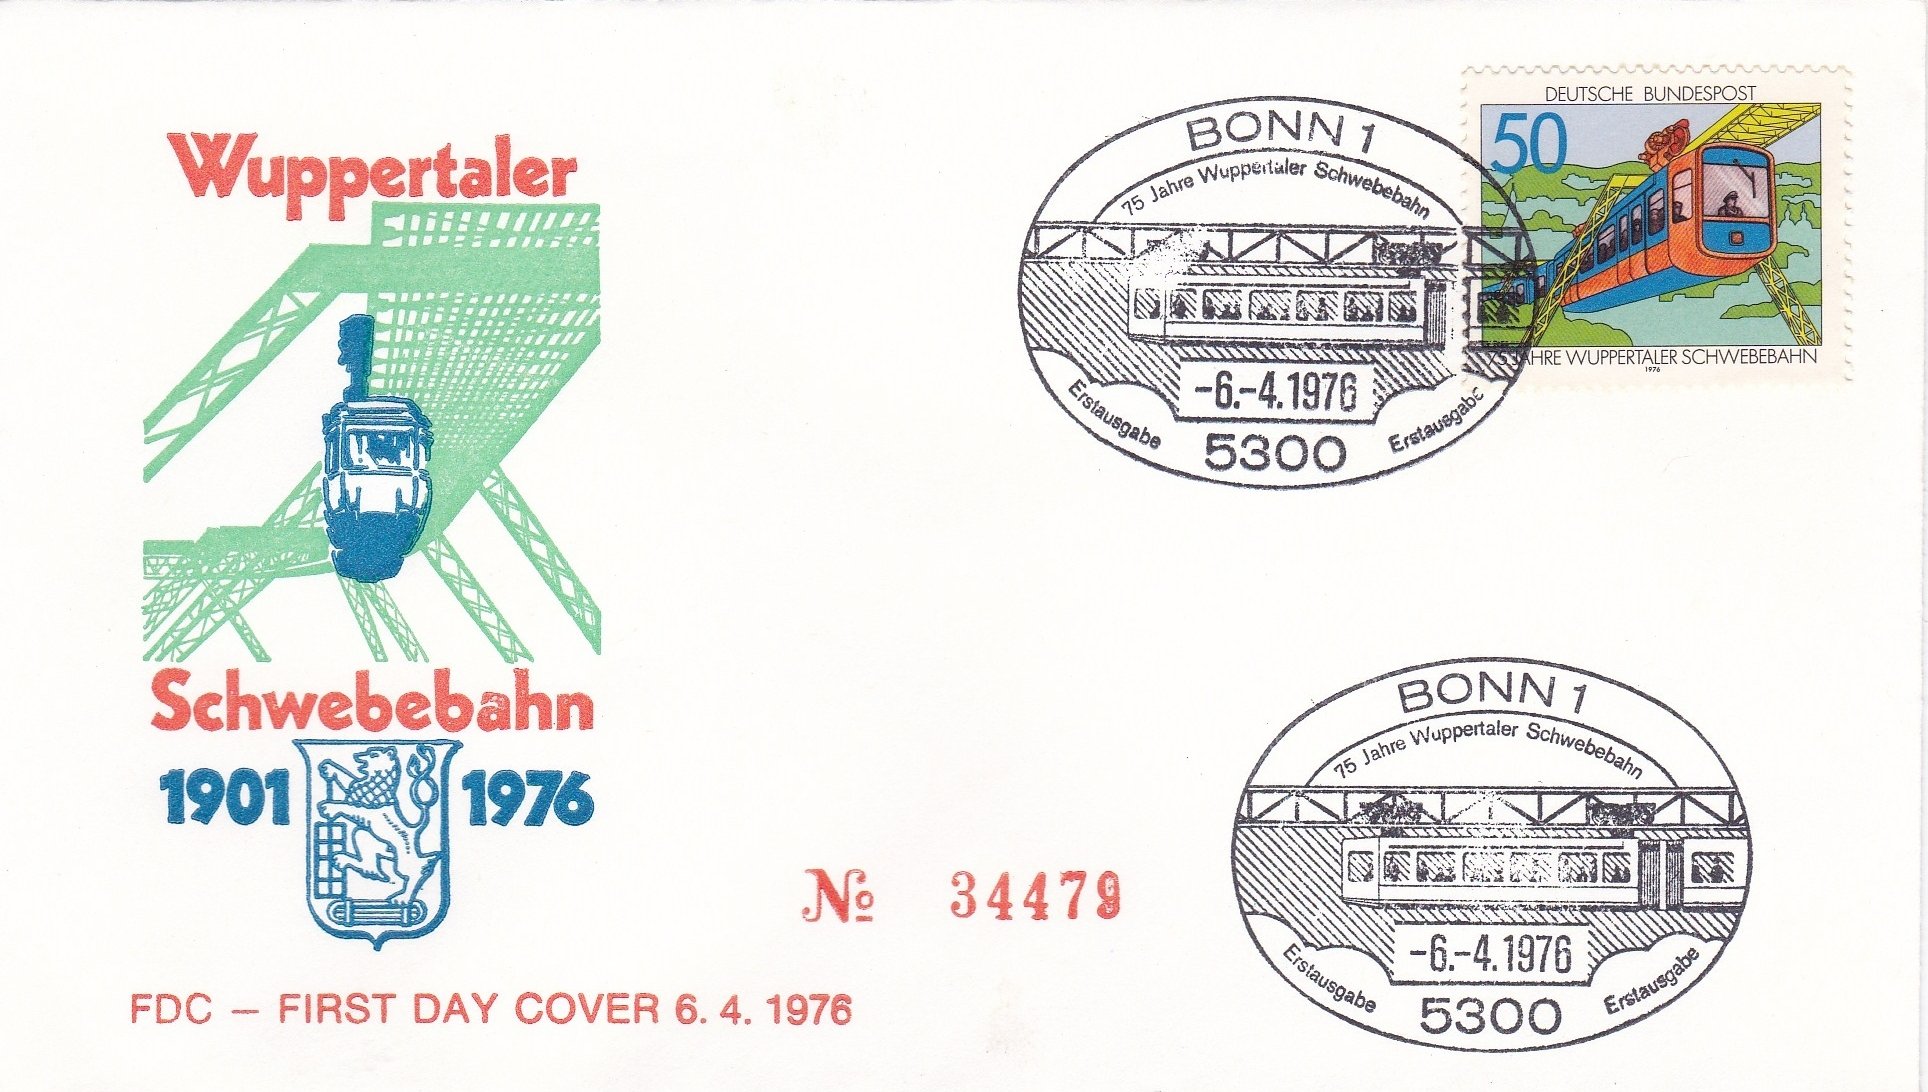 Wuppertaler
Schwebebahn
1901 1976
FDC – FIRST DAY COVER 6. 4. 1976
№ 34479
BONN 1
75 Jahre Wuppertaler Schwebebahn
-6.-4.1976
Erstausgabe Erstausgabe
5300
DEUTSCHE BUNDESPOST
50
75 JAHRE WUPPERTALER SCHWEBEBAHN
1976
BONN 1
75 Jahre Wuppertaler Schwebebahn
-6.-4.1976
Erstausgabe Erstausgabe
5300